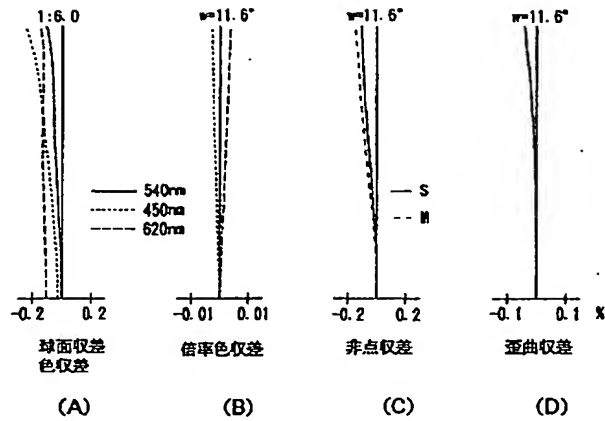 1:6.0
w=11.6°
w=11.6°
w=11.6°
540nm
450nm
620nm
S
M
-0.2 0.2
-0.01 0.01
-0.2 0.2
-0.1 0.1 %
球面収差
色収差
倍率色収差
非点収差
歪曲収差
(A) (B) (C) (D)